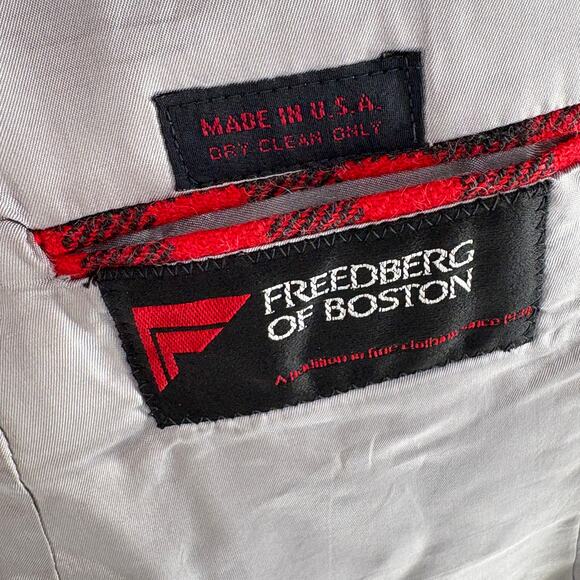 MADE IN U.S.A.
DRY CLEAN ONLY
FREEDBERG
OF BOSTON
A tradition in fine clothing since